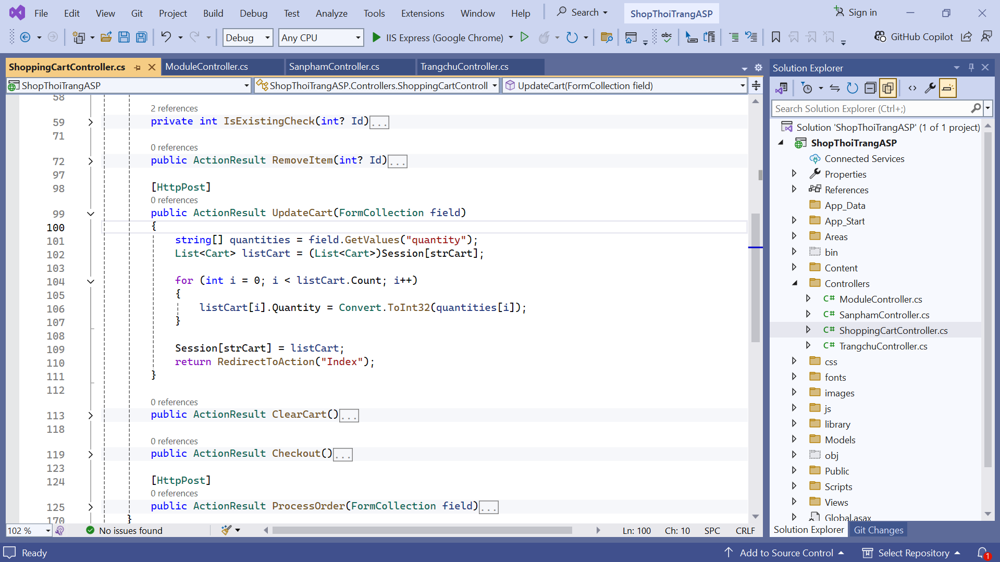 File Edit View Git Project Build Debug Test Analyze Tools Extensions Window Help Search ShopThoiTrangASP Sign in
Debug Any CPU IIS Express (Google Chrome) abc GitHub Copilot
ShoppingCartController.cs ModuleController.cs SanphamController.cs TrangchuController.cs
ShopThoiTrangASP ShopThoiTrangASP.Controllers.ShoppingCartControll UpdateCart(FormCollection field)
58
2 references
59 private int IsExistingCheck(int? Id)...
71
0 references
72 public ActionResult RemoveItem(int? Id)...
97
98 [HttpPost]
0 references
99 public ActionResult UpdateCart(FormCollection field)
100 {
101 string[] quantities = field.GetValues("quantity");
102 List<Cart> listCart = (List<Cart>)Session[strCart];
103
104 for (int i = 0; i < listCart.Count; i++)
105 {
106 listCart[i].Quantity = Convert.ToInt32(quantities[i]);
107 }
108
109 Session[strCart] = listCart;
110 return RedirectToAction("Index");
111 }
112
0 references
113 public ActionResult ClearCart()...
118
0 references
119 public ActionResult Checkout()...
123
124 [HttpPost]
0 references
125 public ActionResult ProcessOrder(FormCollection field)...
170 }
102 % No issues found Ln: 100 Ch: 10 SPC CRLF
Solution Explorer
Search Solution Explorer (Ctrl+;)
Solution 'ShopThoiTrangASP' (1 of 1 project)
ShopThoiTrangASP
Connected Services
Properties
References
App_Data
App_Start
Areas
bin
Content
Controllers
C# ModuleController.cs
C# SanphamController.cs
C# ShoppingCartController.cs
C# TrangchuController.cs
css
fonts
images
js
library
Models
obj
Public
Scripts
Views
Global.asax
Solution Explorer Git Changes
Ready Add to Source Control Select Repository 1